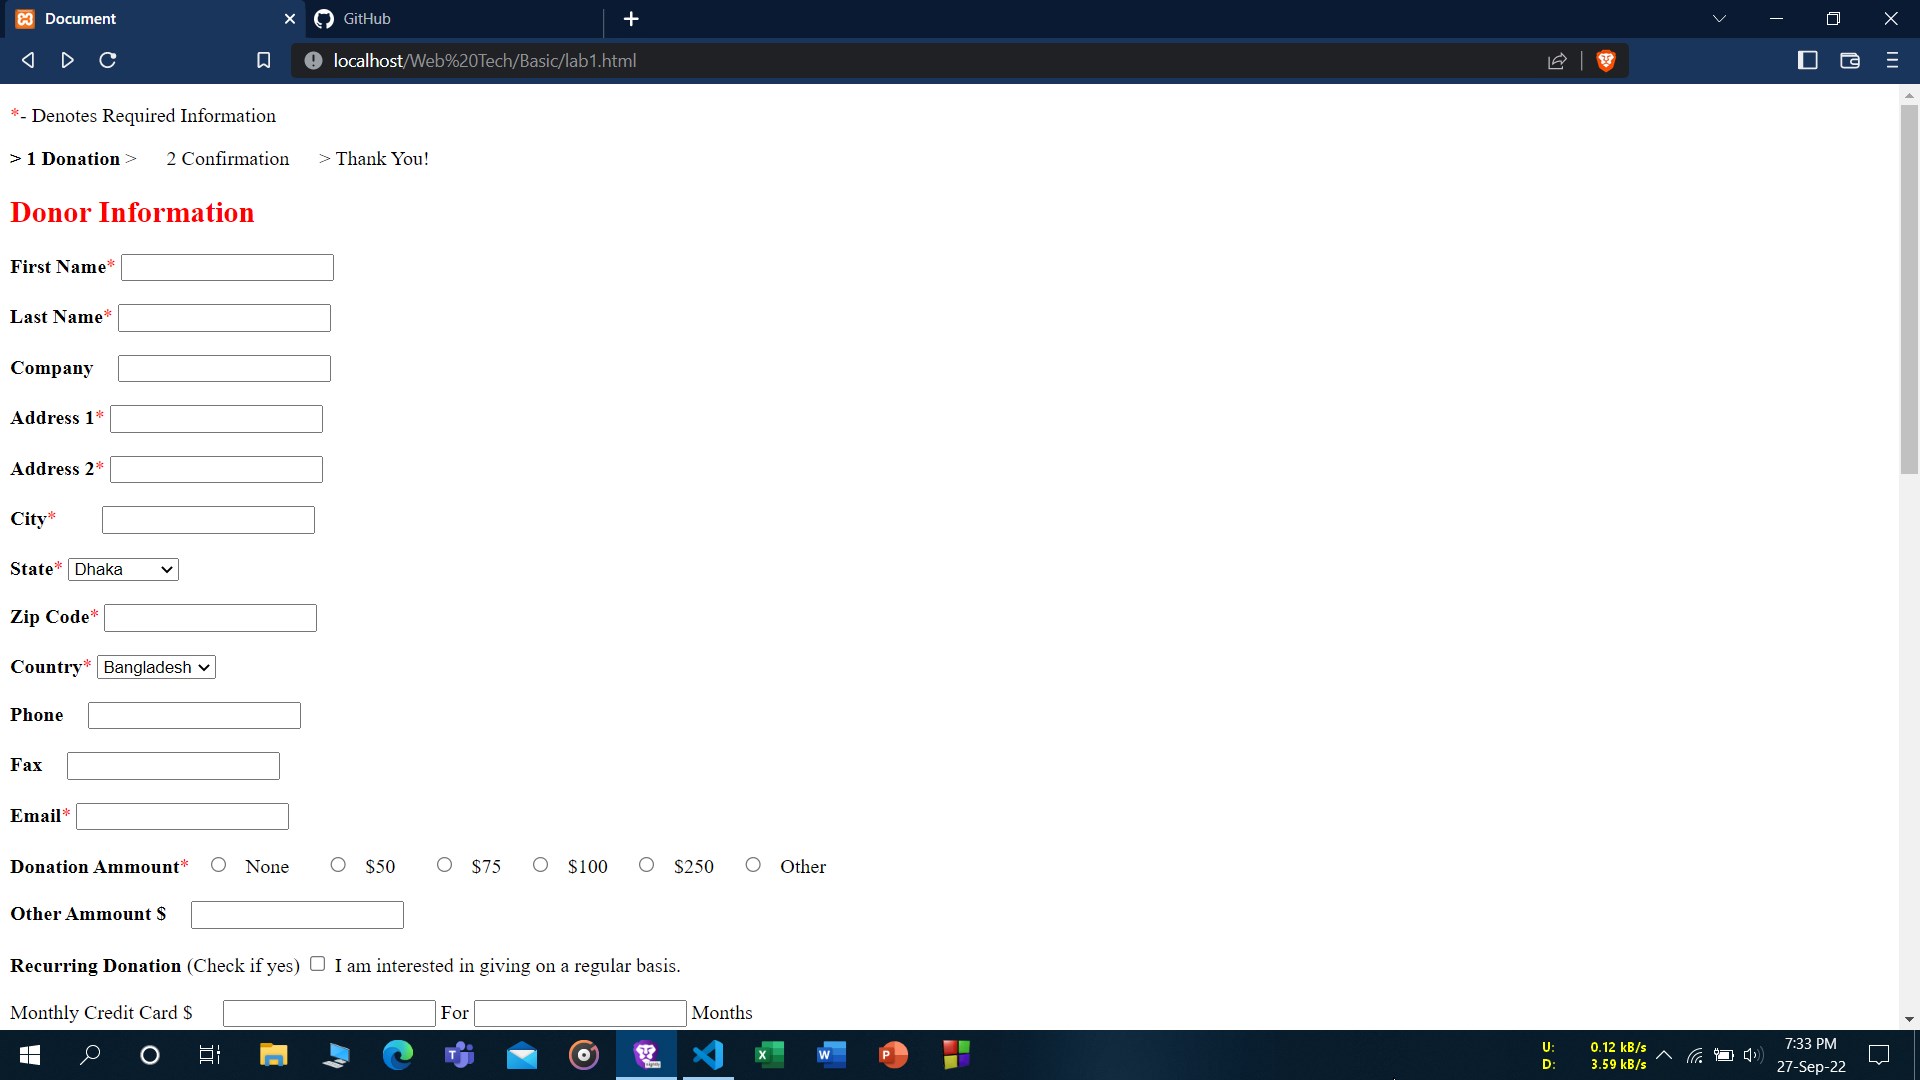 Document
GitHub
localhost/Web%20Tech/Basic/lab1.html
*- Denotes Required Information
> 1 Donation > 2 Confirmation > Thank You!
Donor Information
First Name*
Last Name*
Company
Address 1*
Address 2*
City*
State* Dhaka
Zip Code*
Country* Bangladesh
Phone
Fax
Email*
Donation Ammount* None $50 $75 $100 $250 Other
Other Ammount $
Recurring Donation (Check if yes) I am interested in giving on a regular basis.
Monthly Credit Card $ For Months
U: 0.12 kB/s
D: 3.59 kB/s
7:33 PM
27-Sep-22